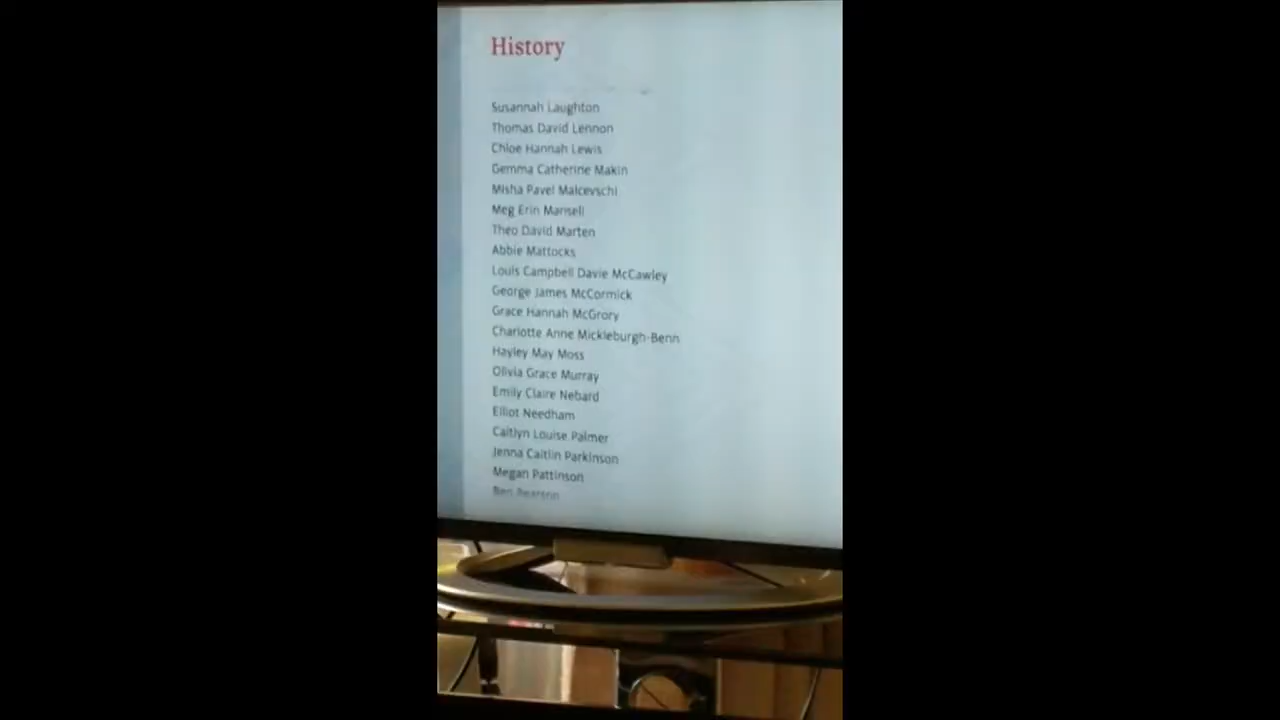 History
Susannah Laughton
Thomas David Lennon
Chloe Hannah Lewis
Gemma Catherine Makin
Misha Pavel Malcevschi
Meg Erin Mansell
Theo David Marten
Abbie Mattocks
Louis Campbell Davie McCawley
George James McCormick
Grace Hannah McGrory
Charlotte Anne Mickleburgh-Benn
Hayley May Moss
Olivia Grace Murray
Emily Claire Nebard
Elliot Needham
Caitlyn Louise Palmer
Jenna Caitlin Parkinson
Megan Pattinson
Ben Pearson